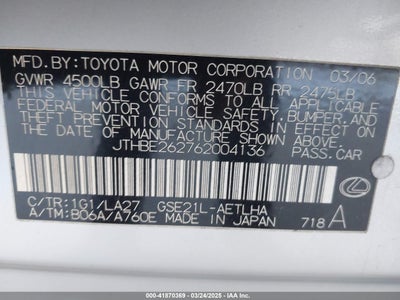 MFD.BY:TOYOTA MOTOR CORPORATION 03/06
GVWR 4500LB GAWR FR 2470LB RR 2475LB
THIS VEHICLE CONFORMS TO ALL APPLICABLE
FEDERAL MOTOR VEHICLE SAFETY, BUMPER, AND
THEFT PREVENTION STANDARDS IN EFFECT ON
THE DATE OF MANUFACTURE SHOWN ABOVE.
JTHBE262762004136 PASS.CAR
C/TR:1G1/LA27 GSE21L-AETLHA
A/TM:B06A/A760E MADE IN JAPAN 718 A
000-41870369 - 03/24/2025 - IAAI.COM